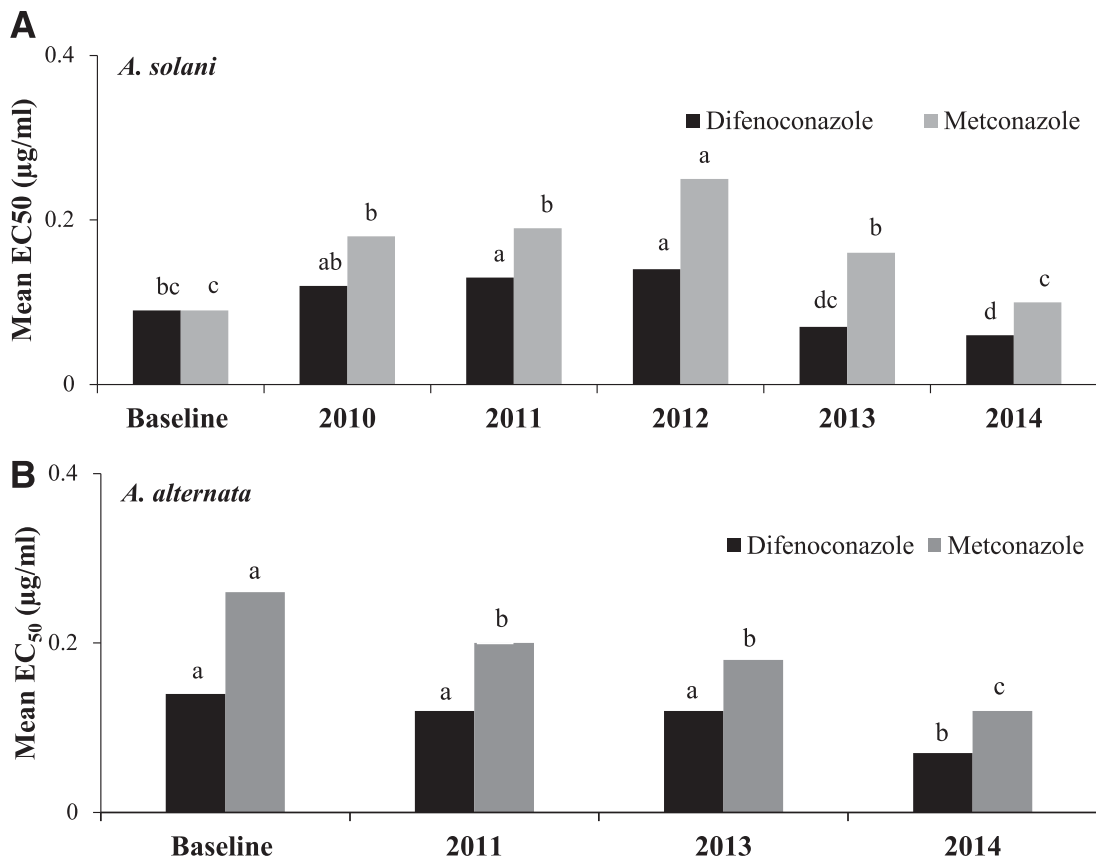 A
0.4
A. solani
Difenoconazole Metconazole
a
b b
0.2 b
a
ab a
bc c dc c
d
Mean EC50 (µg/ml)
0
Baseline 2010 2011 2012 2013 2014
B
0.4
A. alternata
Difenoconazole Metconazole
a
b
0.2 b
a
a a c
b
Mean EC50 (µg/ml)
0
Baseline 2011 2013 2014